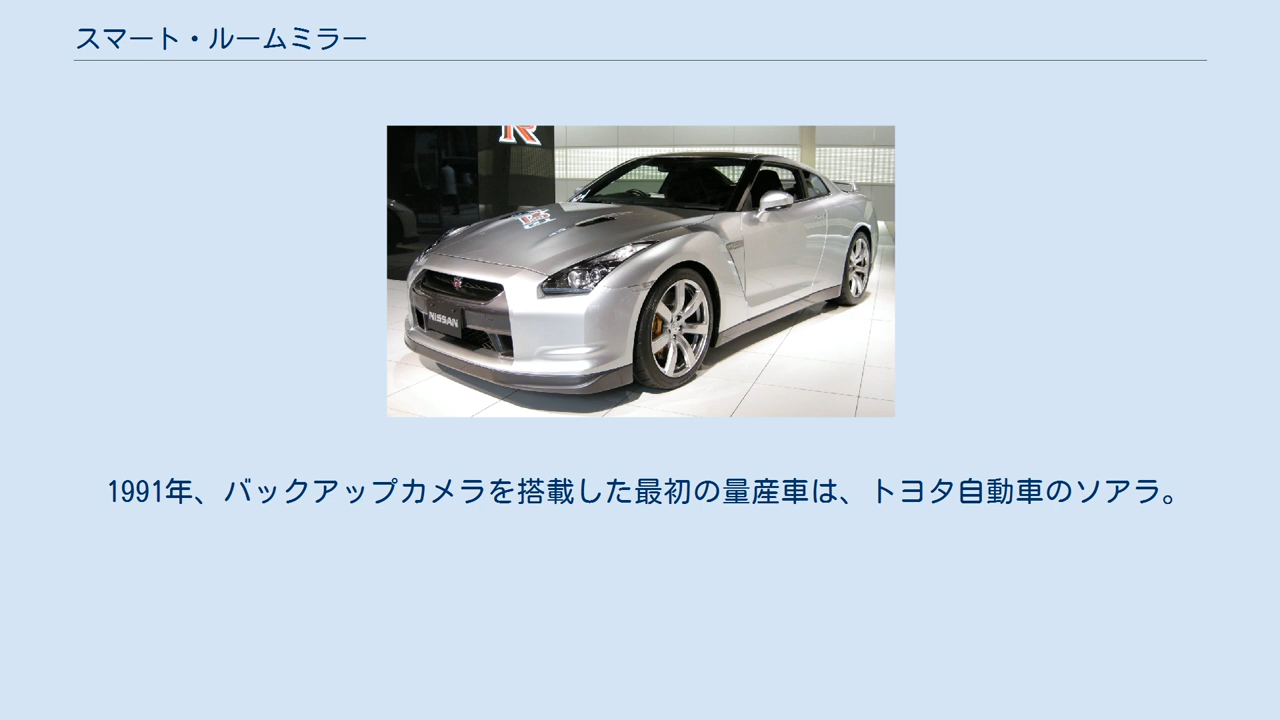 スマート・ルームミラー
R
NISSAN
1991年、バックアップカメラを搭載した最初の量産車は、トヨタ自動車のソアラ。